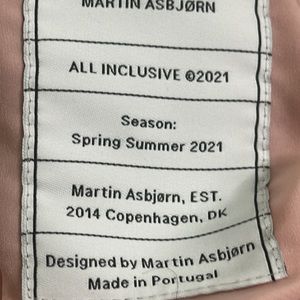 MARTIN ASBJØRN
ALL INCLUSIVE ©2021
Season:
Spring Summer 2021
Martin Asbjørn, EST.
2014 Copenhagen, DK
Designed by Martin Asbjørn
Made in Portugal